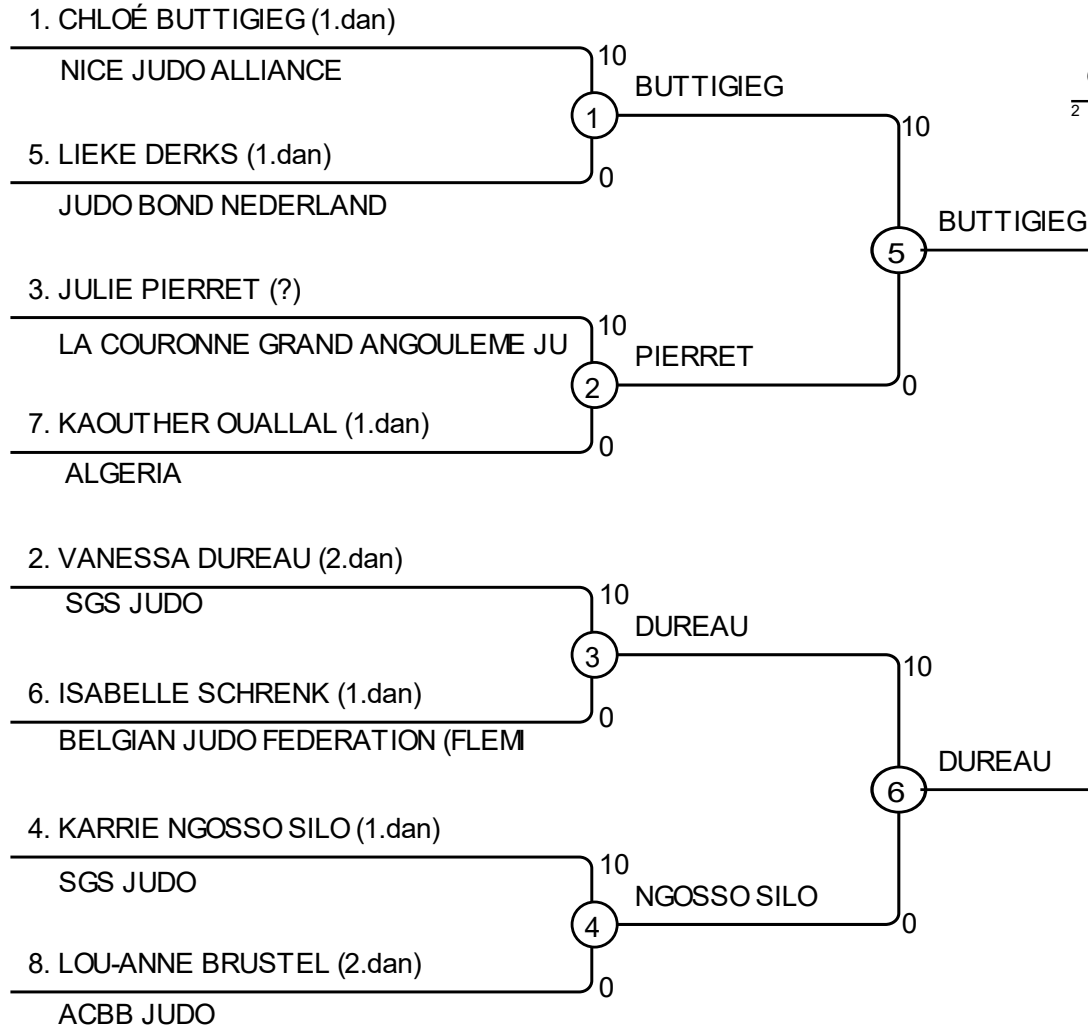 1. CHLOÉ BUTTIGIEG (1.dan)
10
NICE JUDO ALLIANCE
BUTTIGIEG
1
10
2
5. LIEKE DERKS (1.dan)
0
JUDO BOND NEDERLAND
BUTTIGIEG
5
3. JULIE PIERRET (?)
10
LA COURONNE GRAND ANGOULEME JU
PIERRET
2
0
7. KAOUTHER OUALLAL (1.dan)
0
ALGERIA
2. VANESSA DUREAU (2.dan)
10
SGS JUDO
DUREAU
3
10
6. ISABELLE SCHRENK (1.dan)
0
BELGIAN JUDO FEDERATION (FLEMI
DUREAU
6
4. KARRIE NGOSSO SILO (1.dan)
10
SGS JUDO
NGOSSO SILO
4
0
8. LOU-ANNE BRUSTEL (2.dan)
0
ACBB JUDO